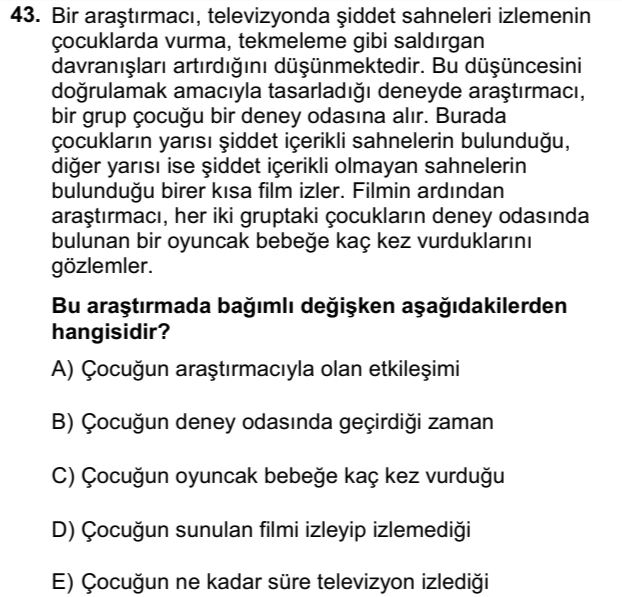 43. Bir araştırmacı, televizyonda şiddet sahneleri izlemenin
çocuklarda vurma, tekmeleme gibi saldırgan
davranışları artırdığını düşünmektedir. Bu düşüncesini
doğrulamak amacıyla tasarladığı deneyde araştırmacı,
bir grup çocuğu bir deney odasına alır. Burada
çocukların yarısı şiddet içerikli sahnelerin bulunduğu,
diğer yarısı ise şiddet içerikli olmayan sahnelerin
bulunduğu birer kısa film izler. Filmin ardından
araştırmacı, her iki gruptaki çocukların deney odasında
bulunan bir oyuncak bebeğe kaç kez vurduklarını
gözlemler.
Bu araştırmada bağımlı değişken aşağıdakilerden
hangisidir?
A) Çocuğun araştırmacıyla olan etkileşimi
B) Çocuğun deney odasında geçirdiği zaman
C) Çocuğun oyuncak bebeğe kaç kez vurduğu
D) Çocuğun sunulan filmi izleyip izlemediği
E) Çocuğun ne kadar süre televizyon izlediği